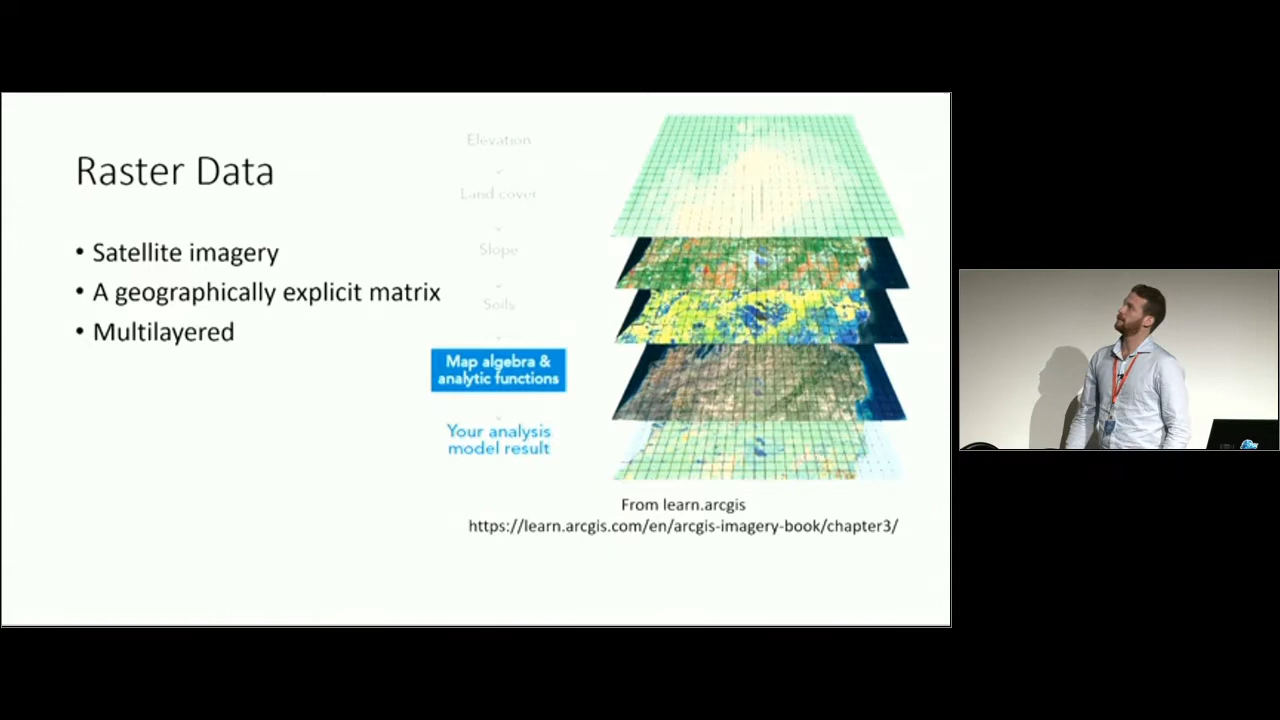 Raster Data
• Satellite imagery
• A geographically explicit matrix
• Multilayered
Elevation
Land cover
Slope
Soils
Map algebra &
analytic functions
Your analysis
model result
From learn.arcgis
https://learn.arcgis.com/en/arcgis-imagery-book/chapter3/